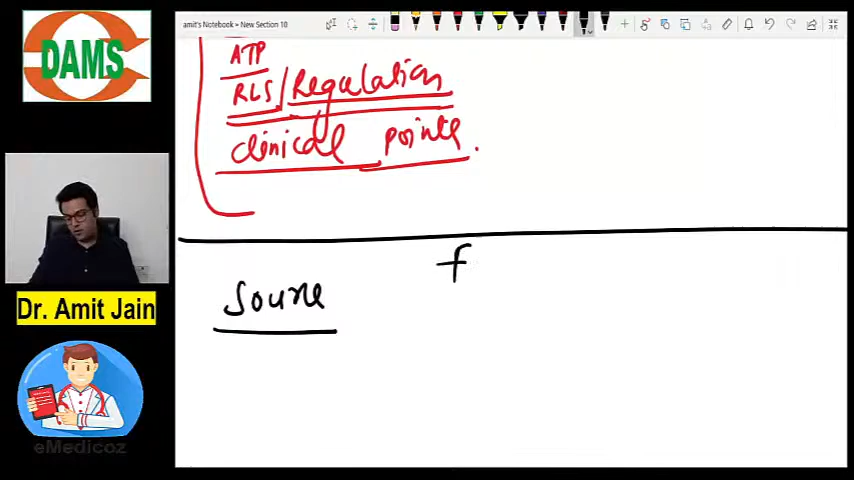 amit's Notebook > New Section 10
DAMS
ATP
RLS/Regulation
clinical points.
Source
f
Dr. Amit Jain
eMedicoz